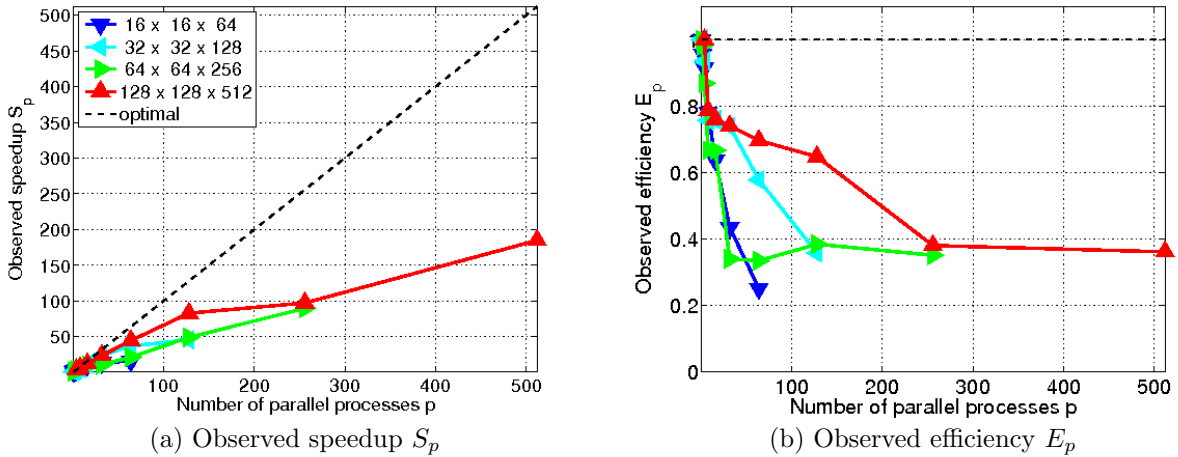 Observed speedup S_p
500
450
400
350
300
250
200
150
100
50
16 x 16 x 64
32 x 32 x 128
64 x 64 x 256
128 x 128 x 512
optimal
100 200 300 400 500
Number of parallel processes p
(a) Observed speedup S_p
Observed efficiency E_p
0.8
0.6
0.4
0.2
0
100 200 300 400 500
Number of parallel processes p
(b) Observed efficiency E_p